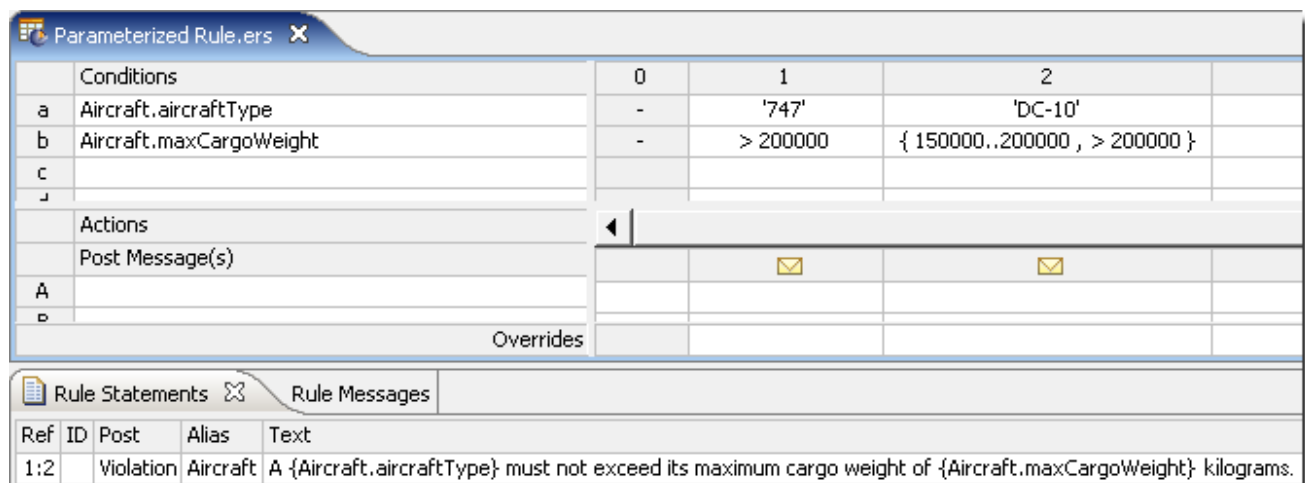 Parameterized Rule.ers
Conditions 0 1 2
a Aircraft.aircraftType - '747' 'DC-10'
b Aircraft.maxCargoWeight - > 200000 { 150000..200000 , > 200000 }
c
Actions
Post Message(s)
A
Overrides
Rule Statements Rule Messages
Ref ID Post Alias Text
1:2 Violation Aircraft A {Aircraft.aircraftType} must not exceed its maximum cargo weight of {Aircraft.maxCargoWeight} kilograms.